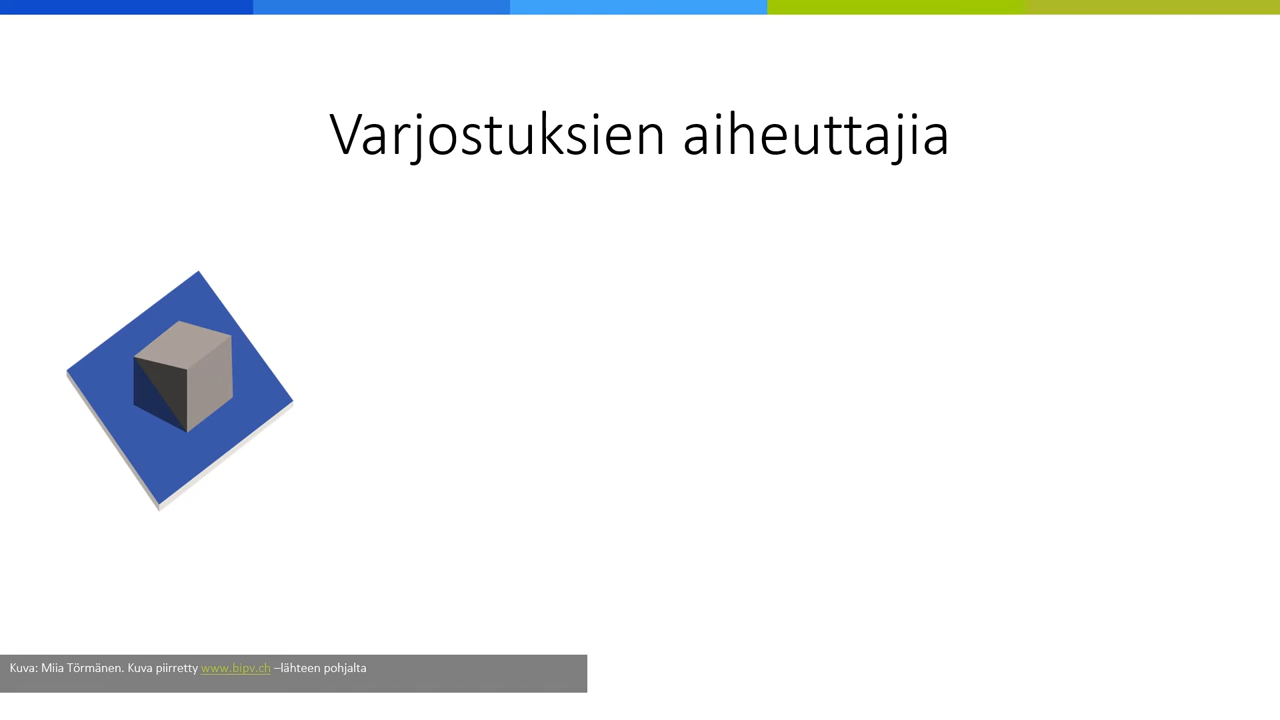 Varjostuksien aiheuttajia
Kuva: Miia Törmänen. Kuva piirretty www.bipv.ch –lähteen pohjalta